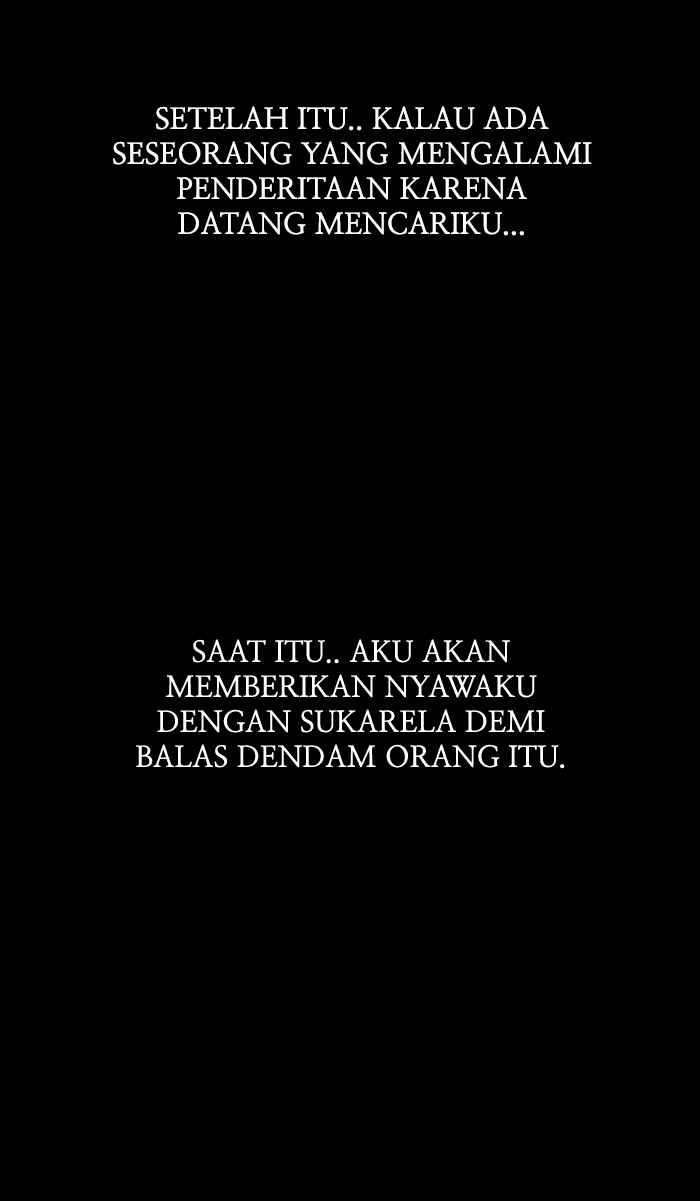 SETELAH ITU.. KALAU ADA
SESEORANG YANG MENGALAMI
PENDERITAAN KARENA
DATANG MENCARIKU...
SAAT ITU.. AKU AKAN
MEMBERIKAN NYAWAKU
DENGAN SUKARELA DEMI
BALAS DENDAM ORANG ITU.